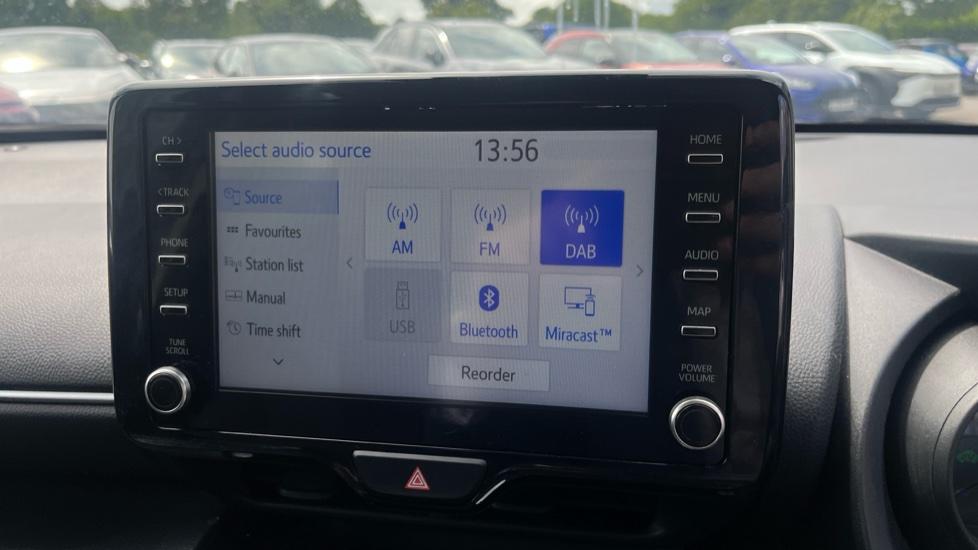 CH >
< TRACK
PHONE
SETUP
TUNE
SCROLL
Select audio source
13:56
Source
Favourites
Station list
Manual
Time shift
AM
FM
DAB
USB
Bluetooth
Miracast™
Reorder
HOME
MENU
AUDIO
MAP
POWER
VOLUME